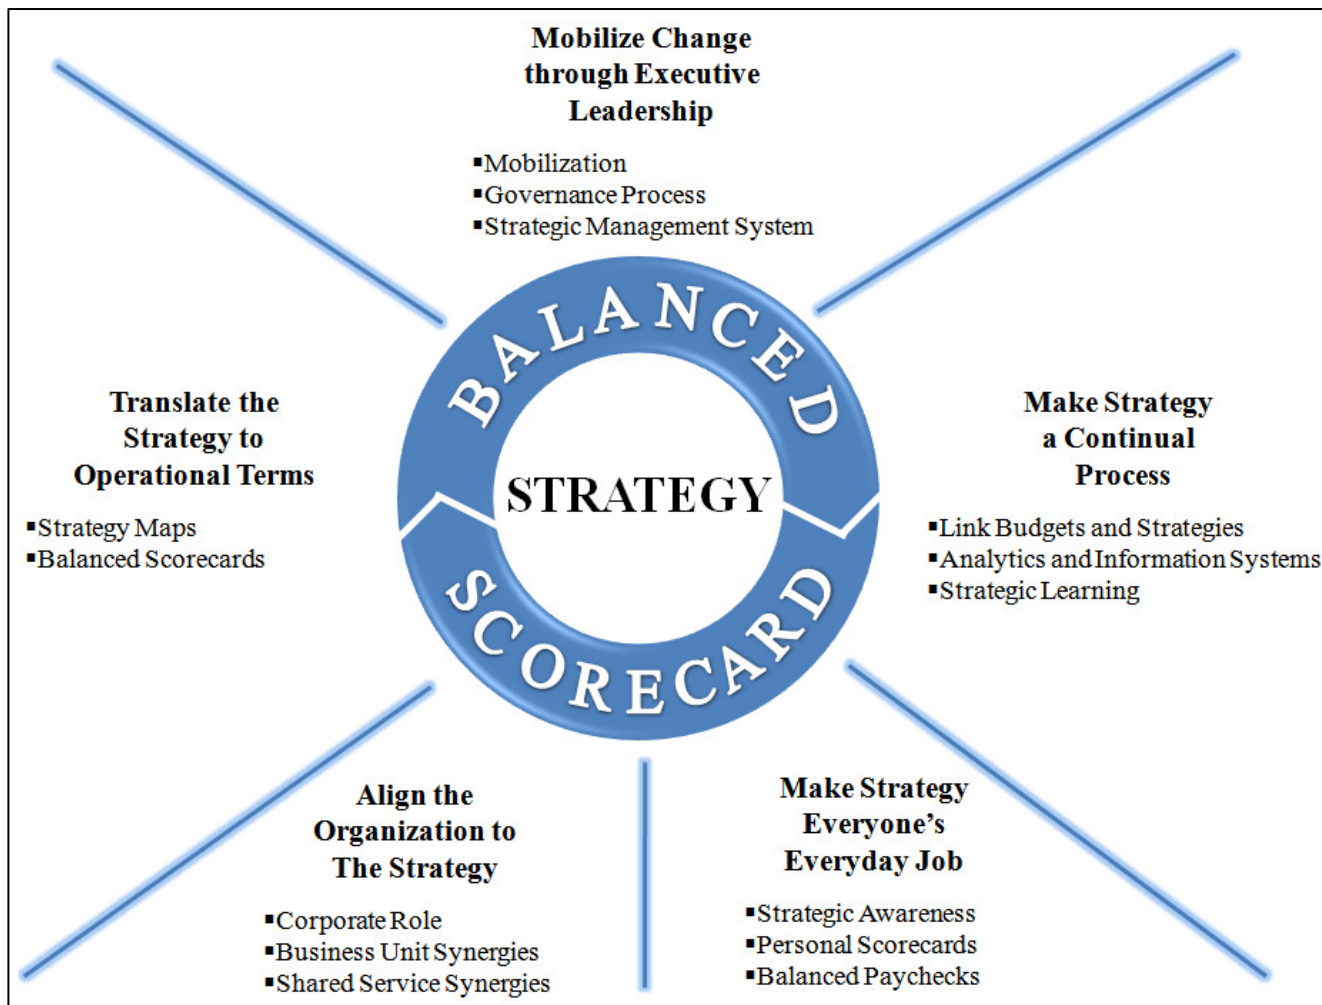 Mobilize Change
through Executive
Leadership
▪Mobilization
▪Governance Process
▪Strategic Management System
BALANCED
STRATEGY
SCORECARD
Translate the
Strategy to
Operational Terms
▪Strategy Maps
▪Balanced Scorecards
Make Strategy
a Continual
Process
▪Link Budgets and Strategies
▪Analytics and Information Systems
▪Strategic Learning
Align the
Organization to
The Strategy
▪Corporate Role
▪Business Unit Synergies
▪Shared Service Synergies
Make Strategy
Everyone’s
Everyday Job
▪Strategic Awareness
▪Personal Scorecards
▪Balanced Paychecks